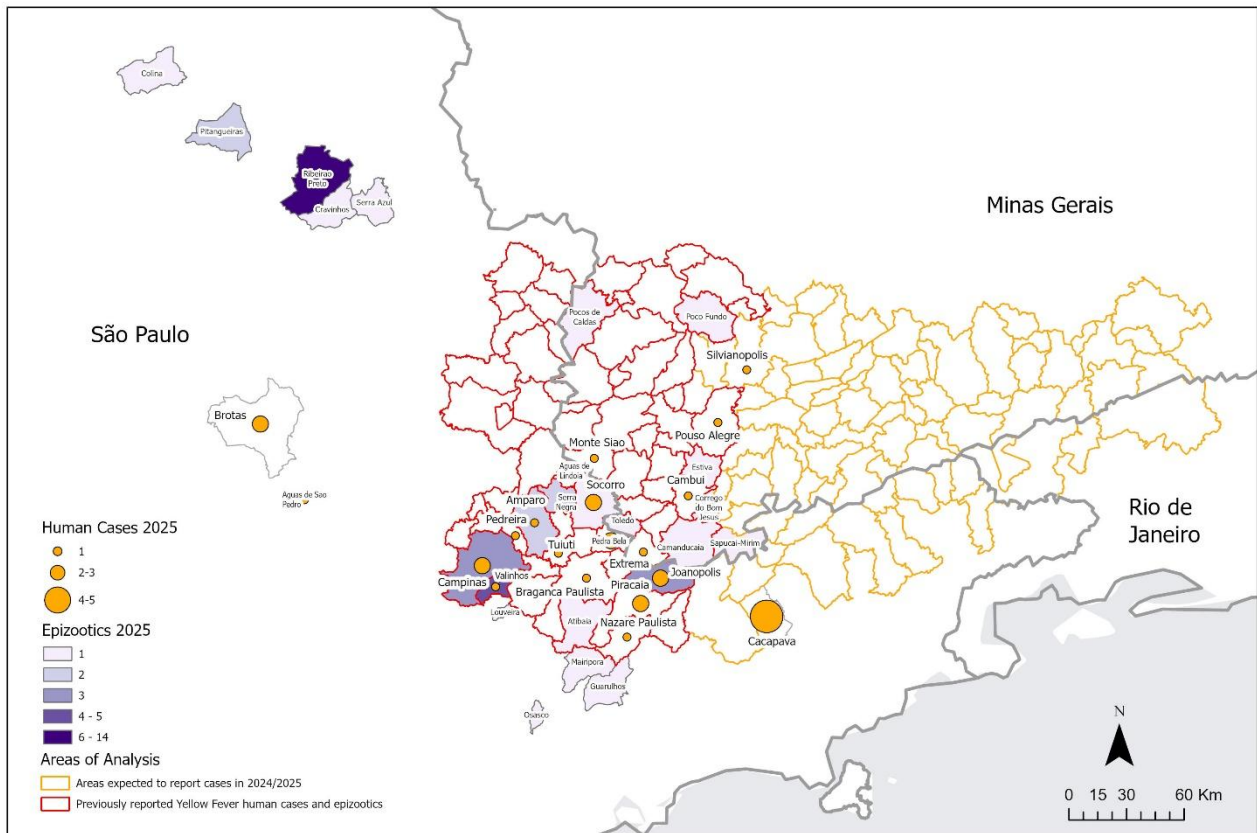 Colina
Pitangueiras
Ribeirao
Preto
Cravinhos
Serra Azul
Minas Gerais
São Paulo
Pocos de
Caldas
Poco Fundo
Silvianopolis
Brotas
Pouso Alegre
Monte Siao
Aguas de
Lindoia
Estiva
Socorro
Cambui
Aguas de Sao
Pedro
Amparo
Serra
Negra
Corrego
do Bom
Jesus
Pedreira
Toledo
Rio de
Janeiro
Tuiuti
Pedra Bela
Camanducaia
Sapucai-Mirim
Extrema
Campinas
Valinhos
Joanopolis
Braganca Paulista
Piracaia
Louveira
Atibaia
Nazare Paulista
Cacapava
Mairipora
Guarulhos
Osasco
Human Cases 2025
1
2-3
4-5
Epizootics 2025
1
2
3
4 - 5
6 - 14
Areas of Analysis
Areas expected to report cases in 2024/2025
Previously reported Yellow Fever human cases and epizootics
N
0 15 30 60 Km